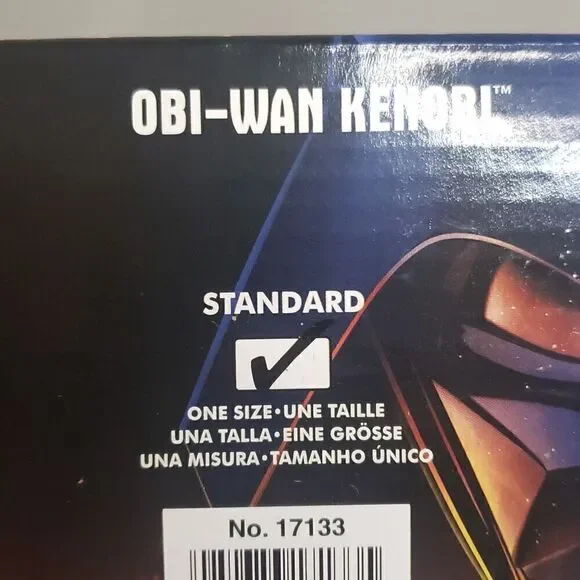 OBI-WAN KENOBI™
STANDARD
ONE SIZE•UNE TAILLE
UNA TALLA•EINE GRÖSSE
UNA MISURA•TAMANHO ÚNICO
No. 17133